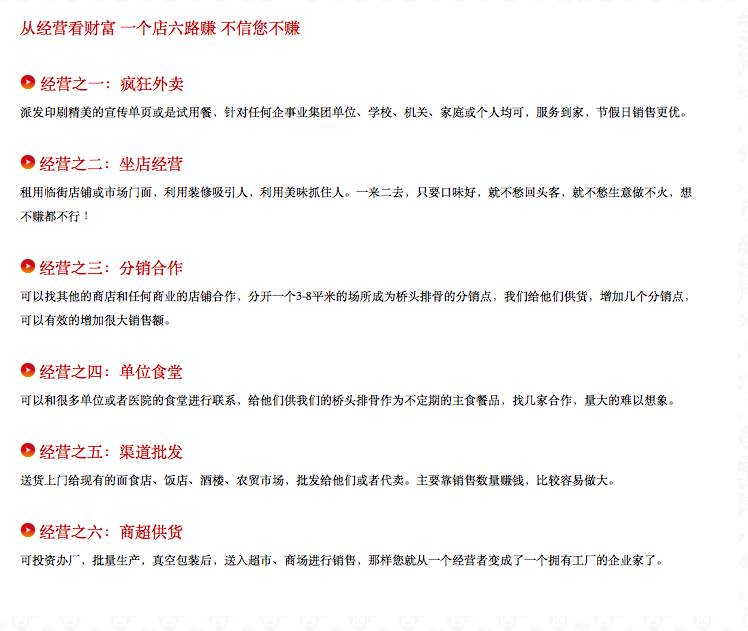 从经营看财富 一个店六路赚 不信您不赚
经营之一：疯狂外卖
派发印刷精美的宣传单页或是试用餐，针对任何企事业集团单位、学校、机关、家庭或个人均可，服务到家，节假日销售更优。
经营之二：坐店经营
租用临街店铺或市场门面，利用装修吸引人，利用美味抓住人。一来二去，只要口味好，就不愁回头客，就不愁生意做不火，想
不赚都不行！
经营之三：分销合作
可以找其他的商店和任何商业的店铺合作，分开一个3-8平米的场所成为桥头排骨的分销点，我们给他们供货，增加几个分销点，
可以有效的增加很大销售额。
经营之四：单位食堂
可以和很多单位或者医院的食堂进行联系，给他们供我们的桥头排骨作为不定期的主食餐品，找几家合作，量大的难以想象。
经营之五：渠道批发
送货上门给现有的面食店、饭店、酒楼、农贸市场，批发给他们或者代卖。主要靠销售数量赚钱，比较容易做大。
经营之六：商超供货
可投资办厂，批量生产，真空包装后，送入超市、商场进行销售，那样您就从一个经营者变成了一个拥有工厂的企业家了。